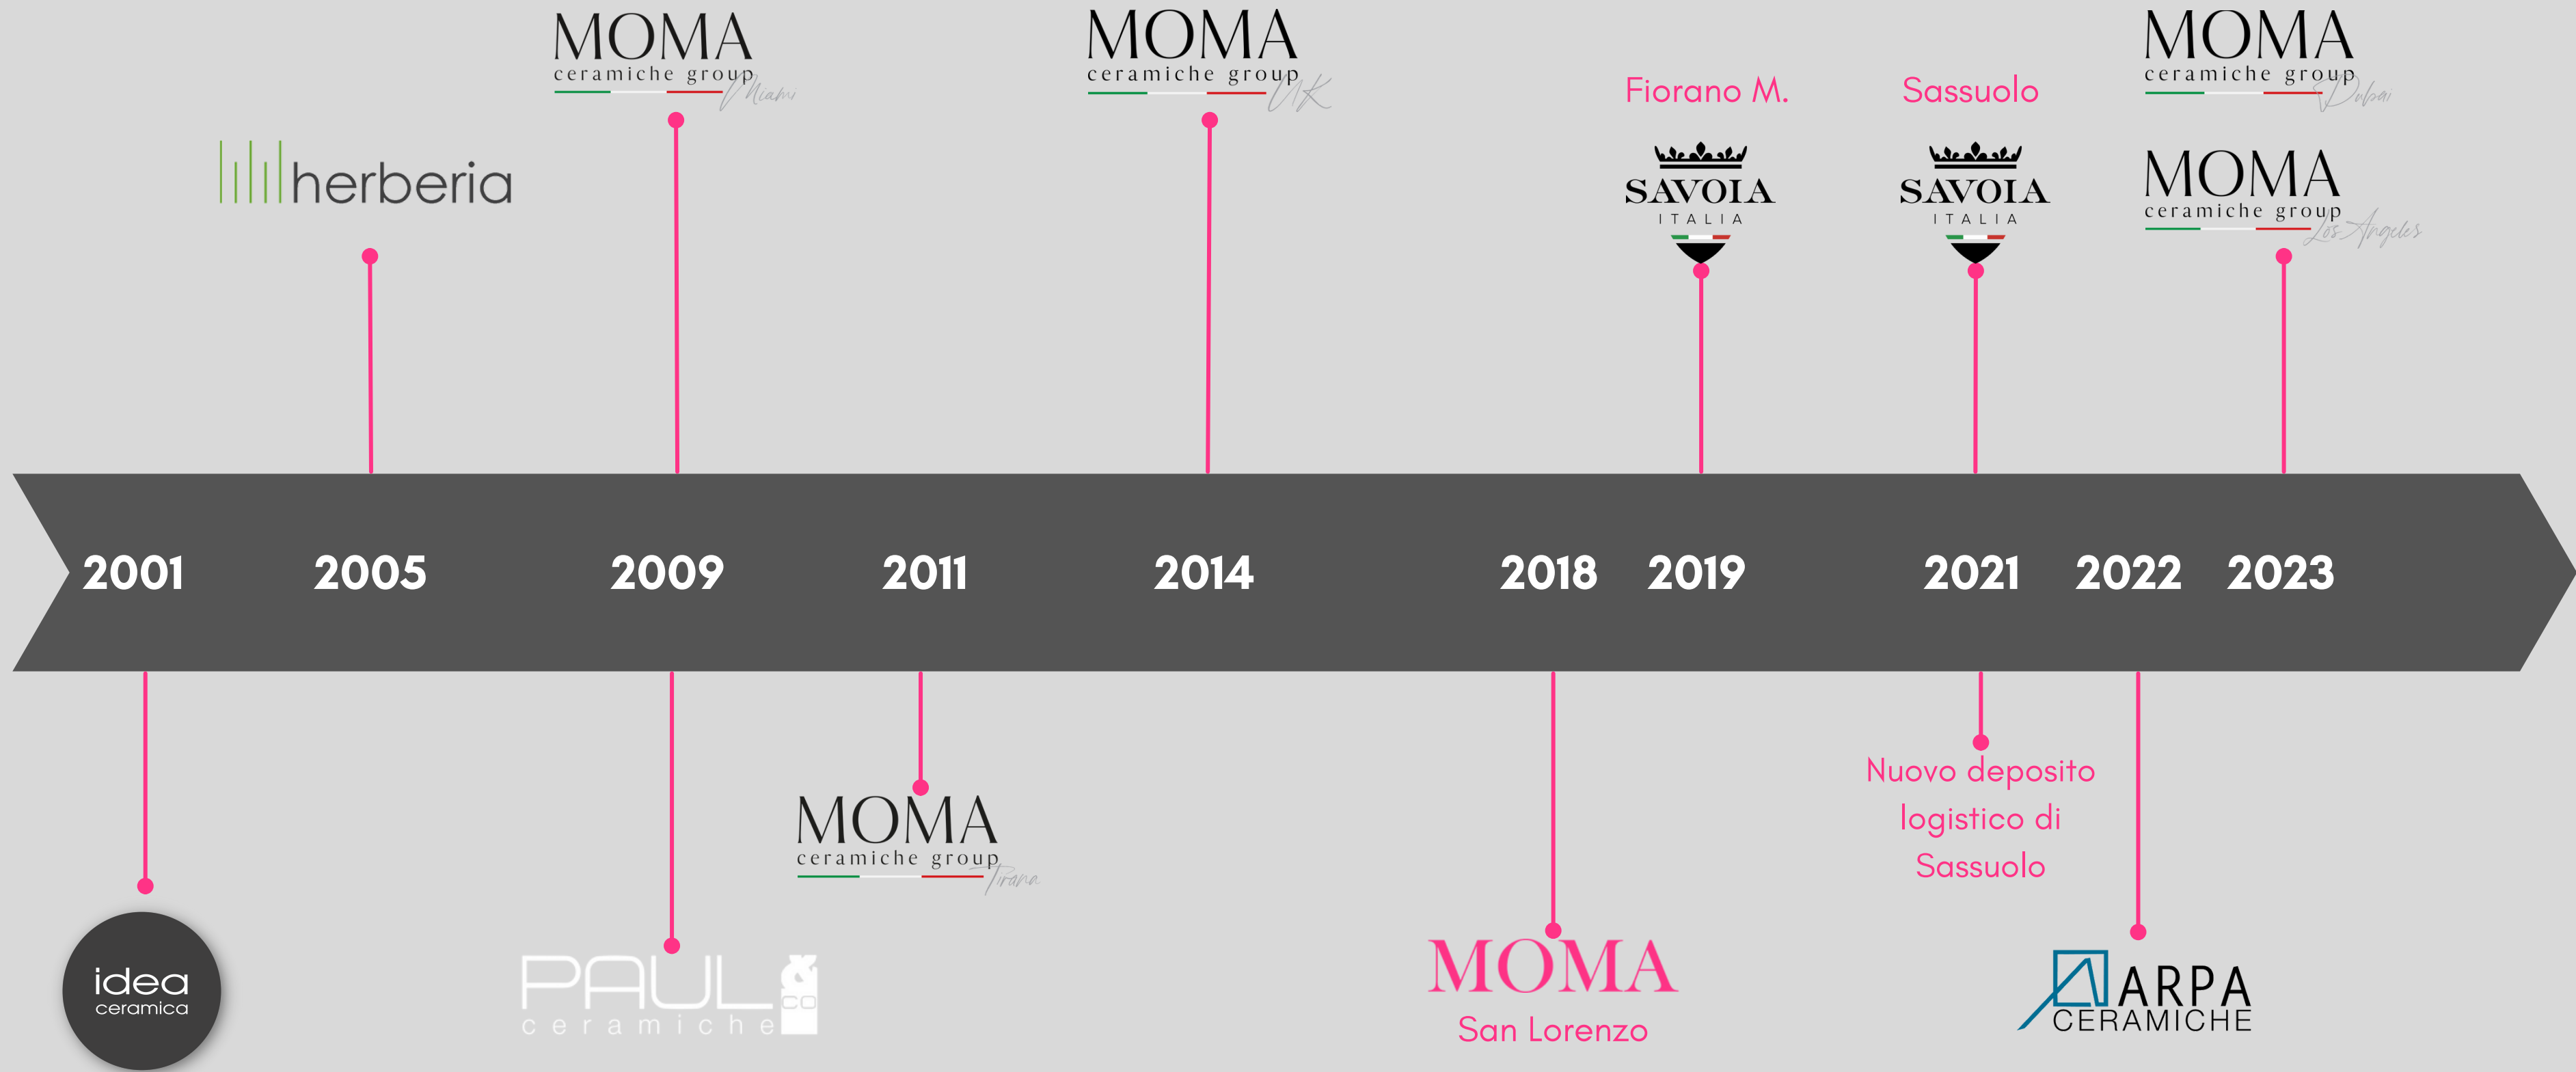 MOMA
ceramiche group
Miami
MOMA
ceramiche group
UK
MOMA
ceramiche group
Dubai
Fiorano M.
SAVOIA
ITALIA
Sassuolo
SAVOIA
ITALIA
MOMA
ceramiche group
Los Angeles
herberia
2001
2005
2009
2011
2014
2018
2019
2021
2022
2023
idea
ceramica
PAUL & CO
ceramiche
MOMA
ceramiche group
Tirana
MOMA
San Lorenzo
Nuovo deposito
logistico di
Sassuolo
ARPA
CERAMICHE